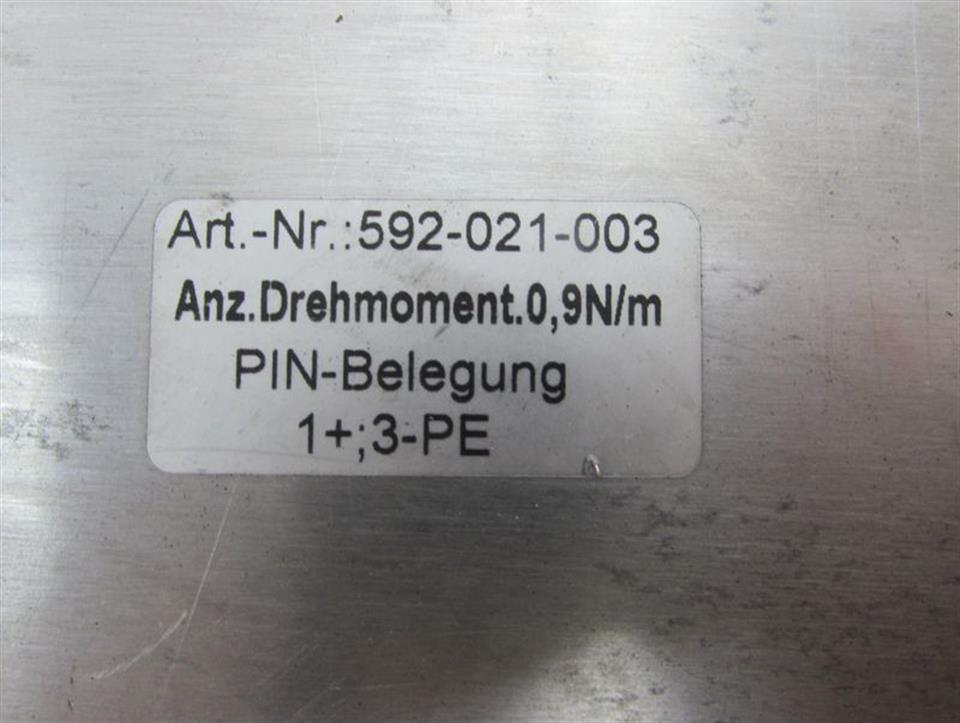 Art.-Nr.:592-021-003
Anz.Drehmoment.0,9N/m
PIN-Belegung
1+;3-PE